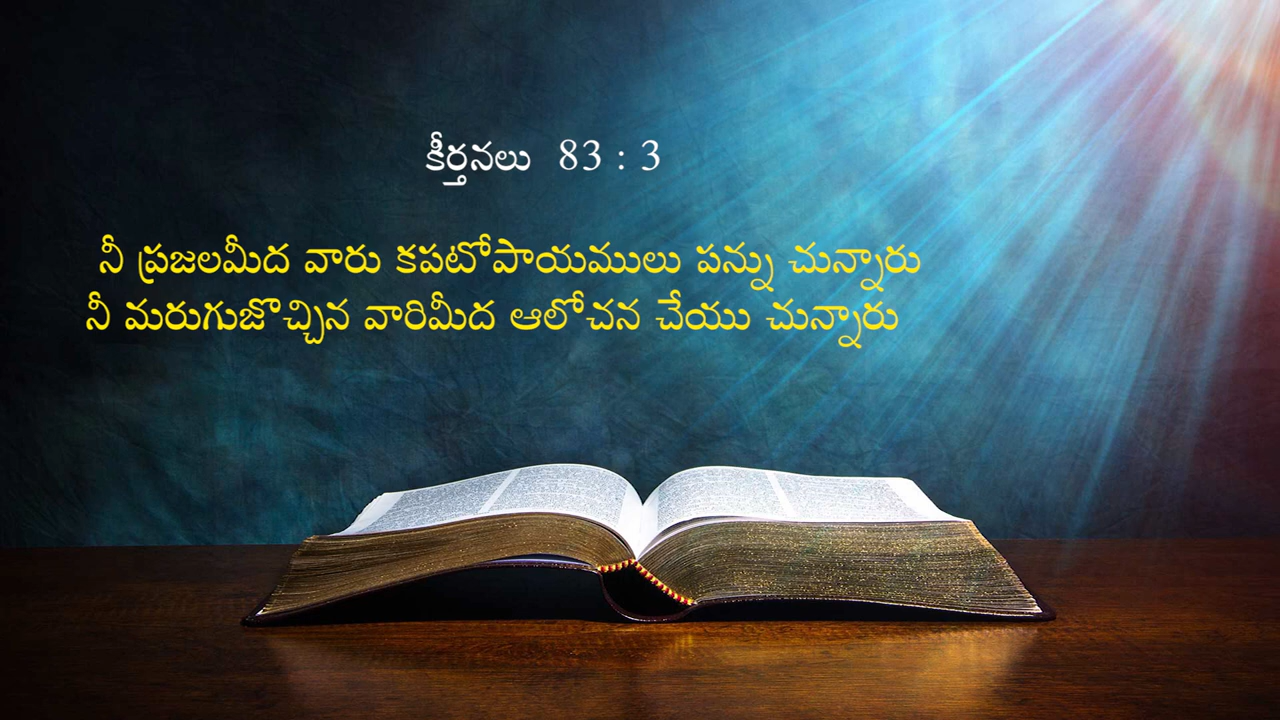 కీర్తనలు 83 : 3
నీ ప్రజలమీద వారు కపటోపాయములు పన్ను చున్నారు
నీ మరుగుజొచ్చిన వారిమీద ఆలోచన చేయు చున్నారు